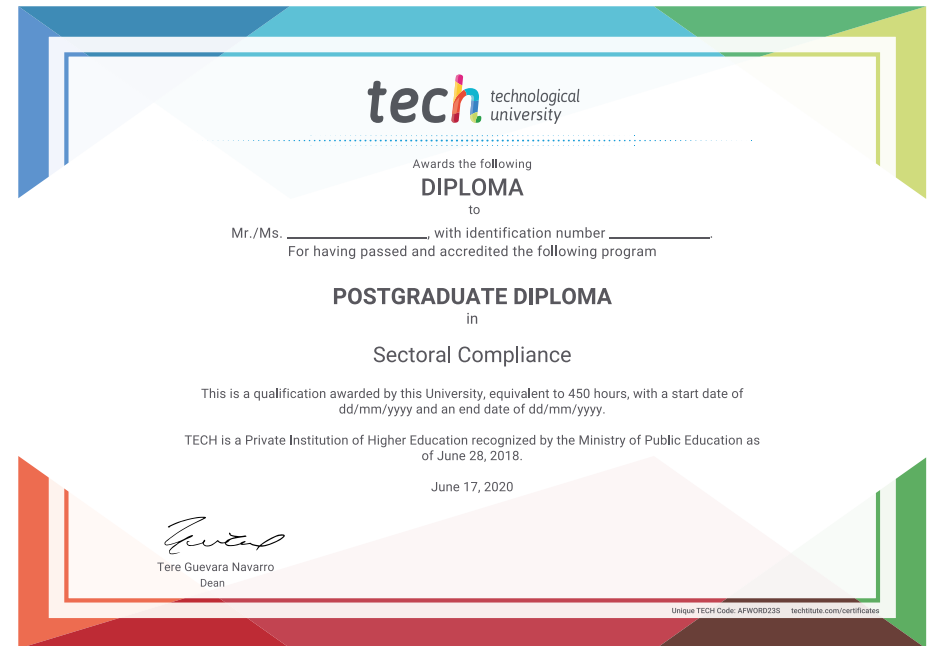 tech technological
university
Awards the following
DIPLOMA
to
Mr./Ms. ____________________, with identification number ______________.
For having passed and accredited the following program
POSTGRADUATE DIPLOMA
in
Sectoral Compliance
This is a qualification awarded by this University, equivalent to 450 hours, with a start date of
dd/mm/yyyy and an end date of dd/mm/yyyy.
TECH is a Private Institution of Higher Education recognized by the Ministry of Public Education as
of June 28, 2018.
June 17, 2020
Tere Guevara Navarro
Dean
Unique TECH Code: AFWORD23S techtitute.com/certificates